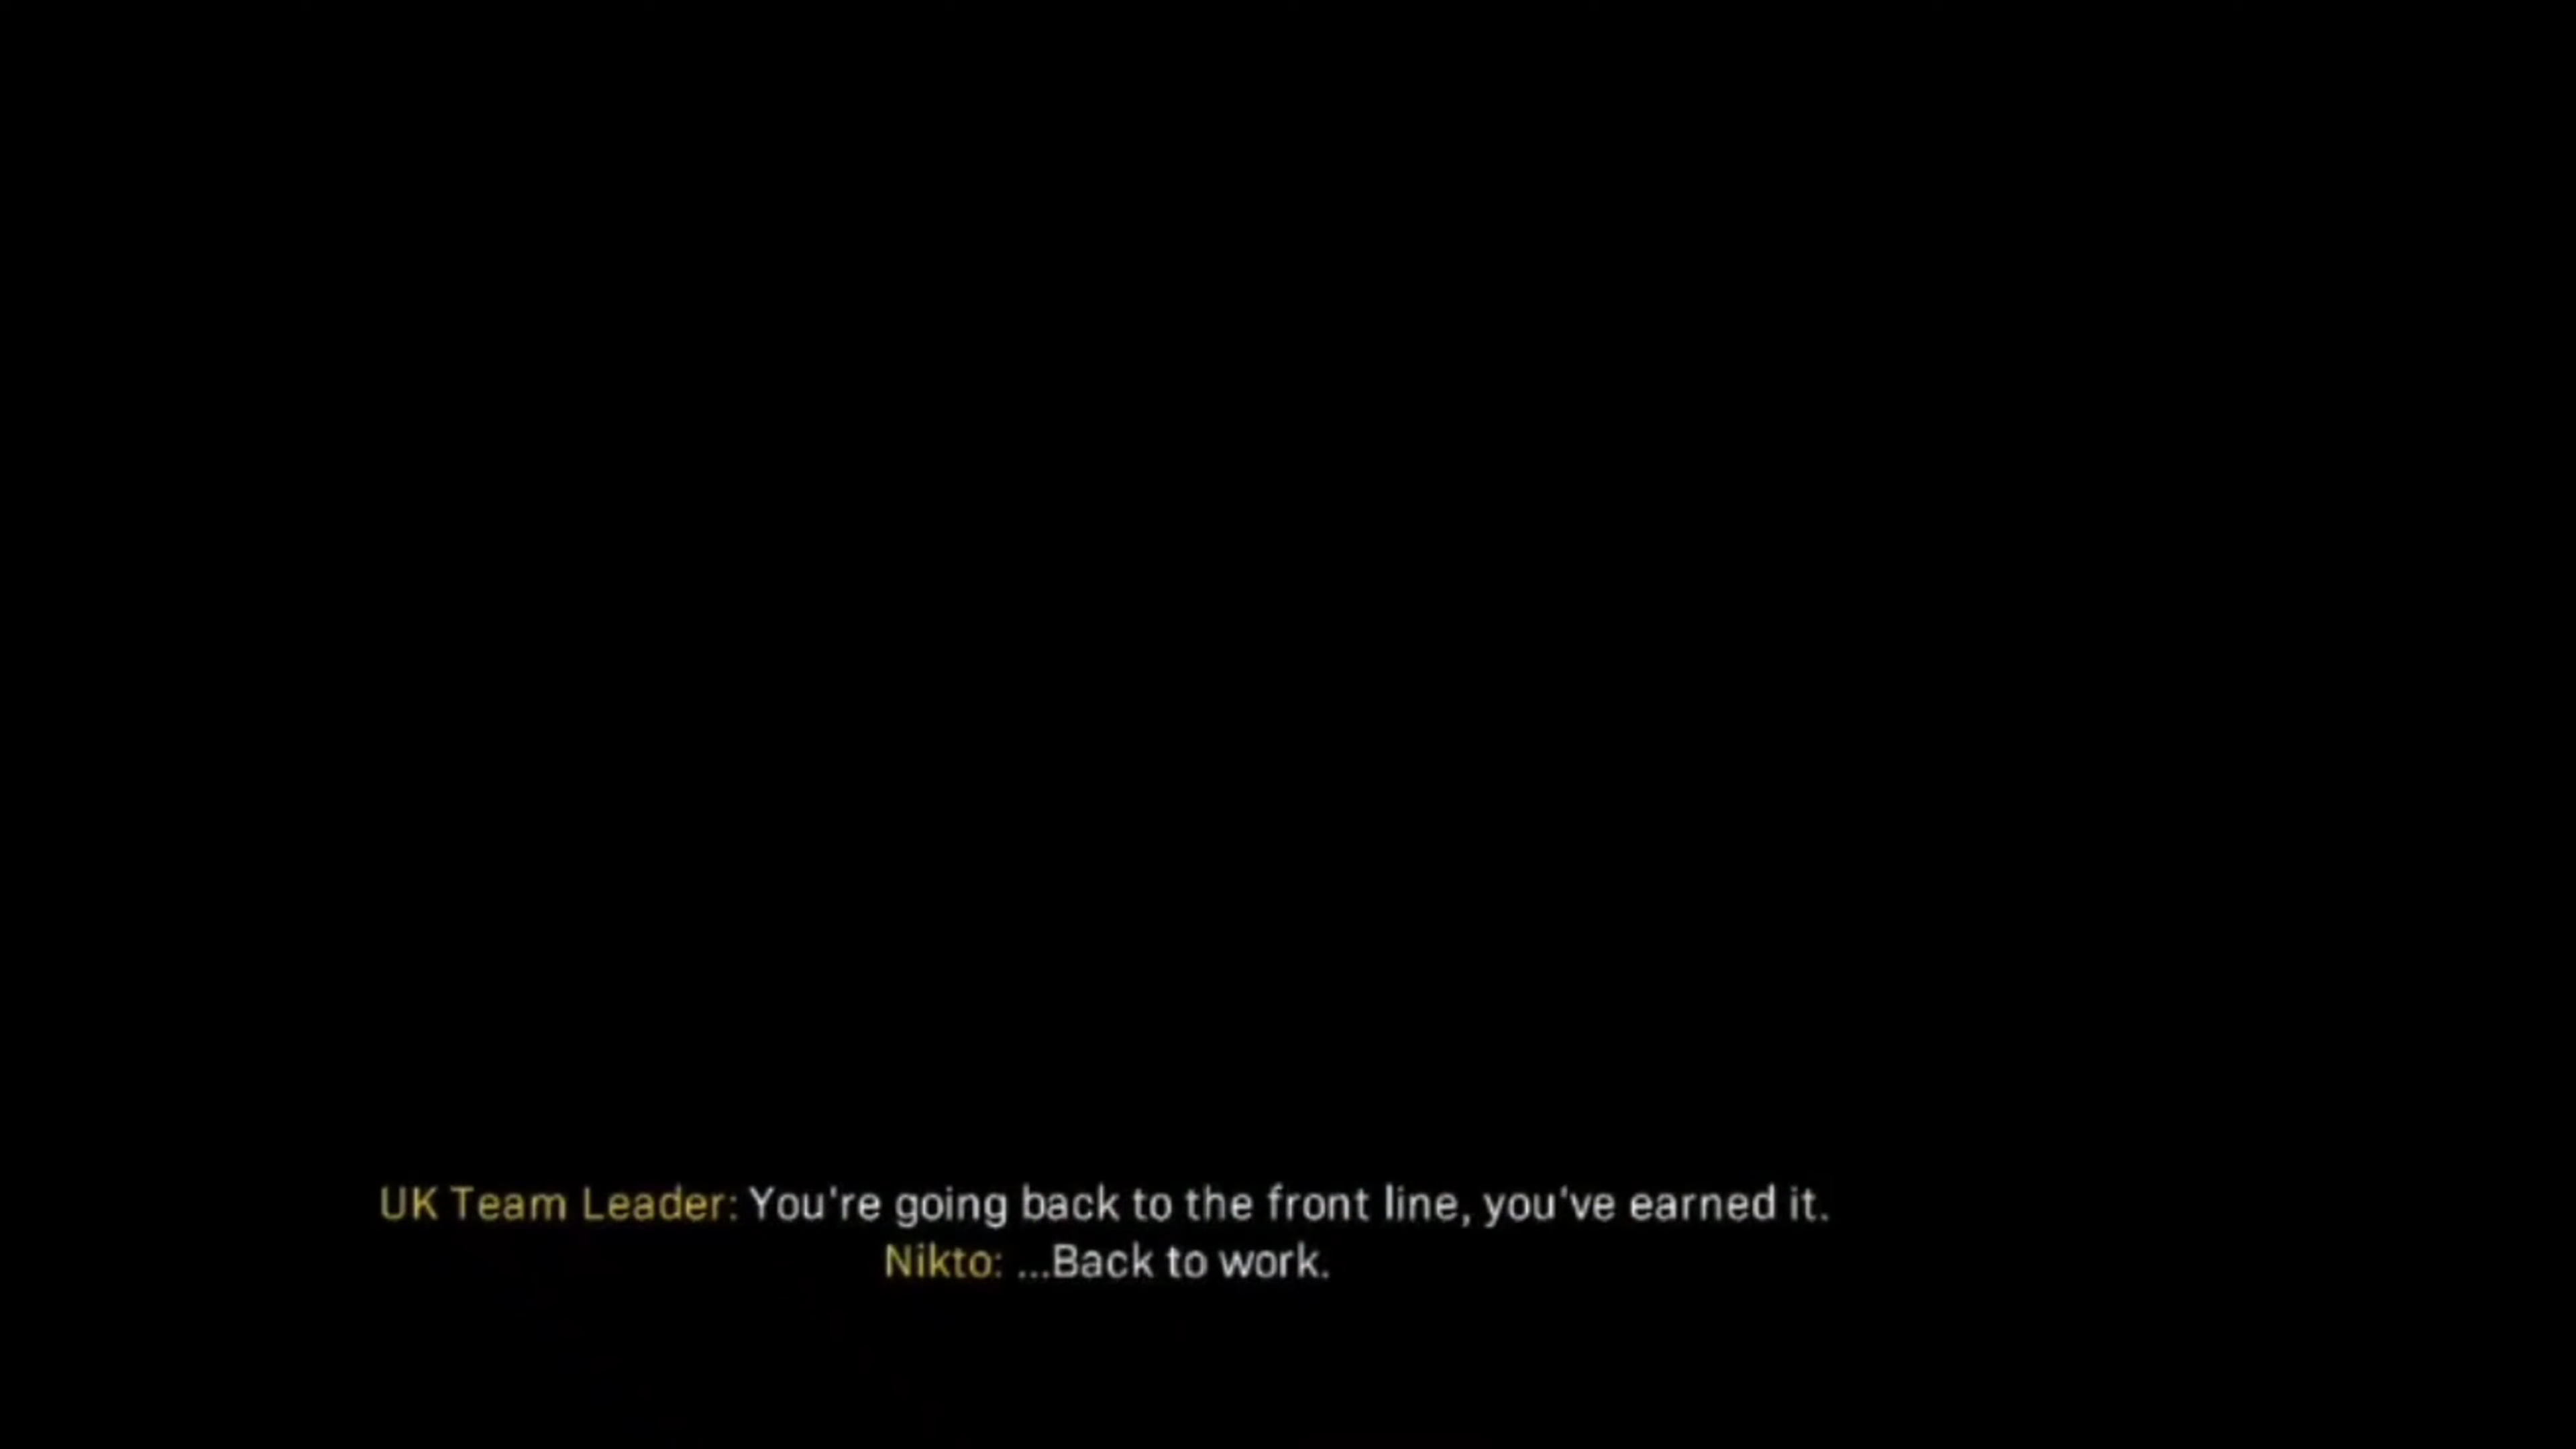 UK Team Leader: You're going back to the front line, you've earned it.
Nikto: ...Back to work.